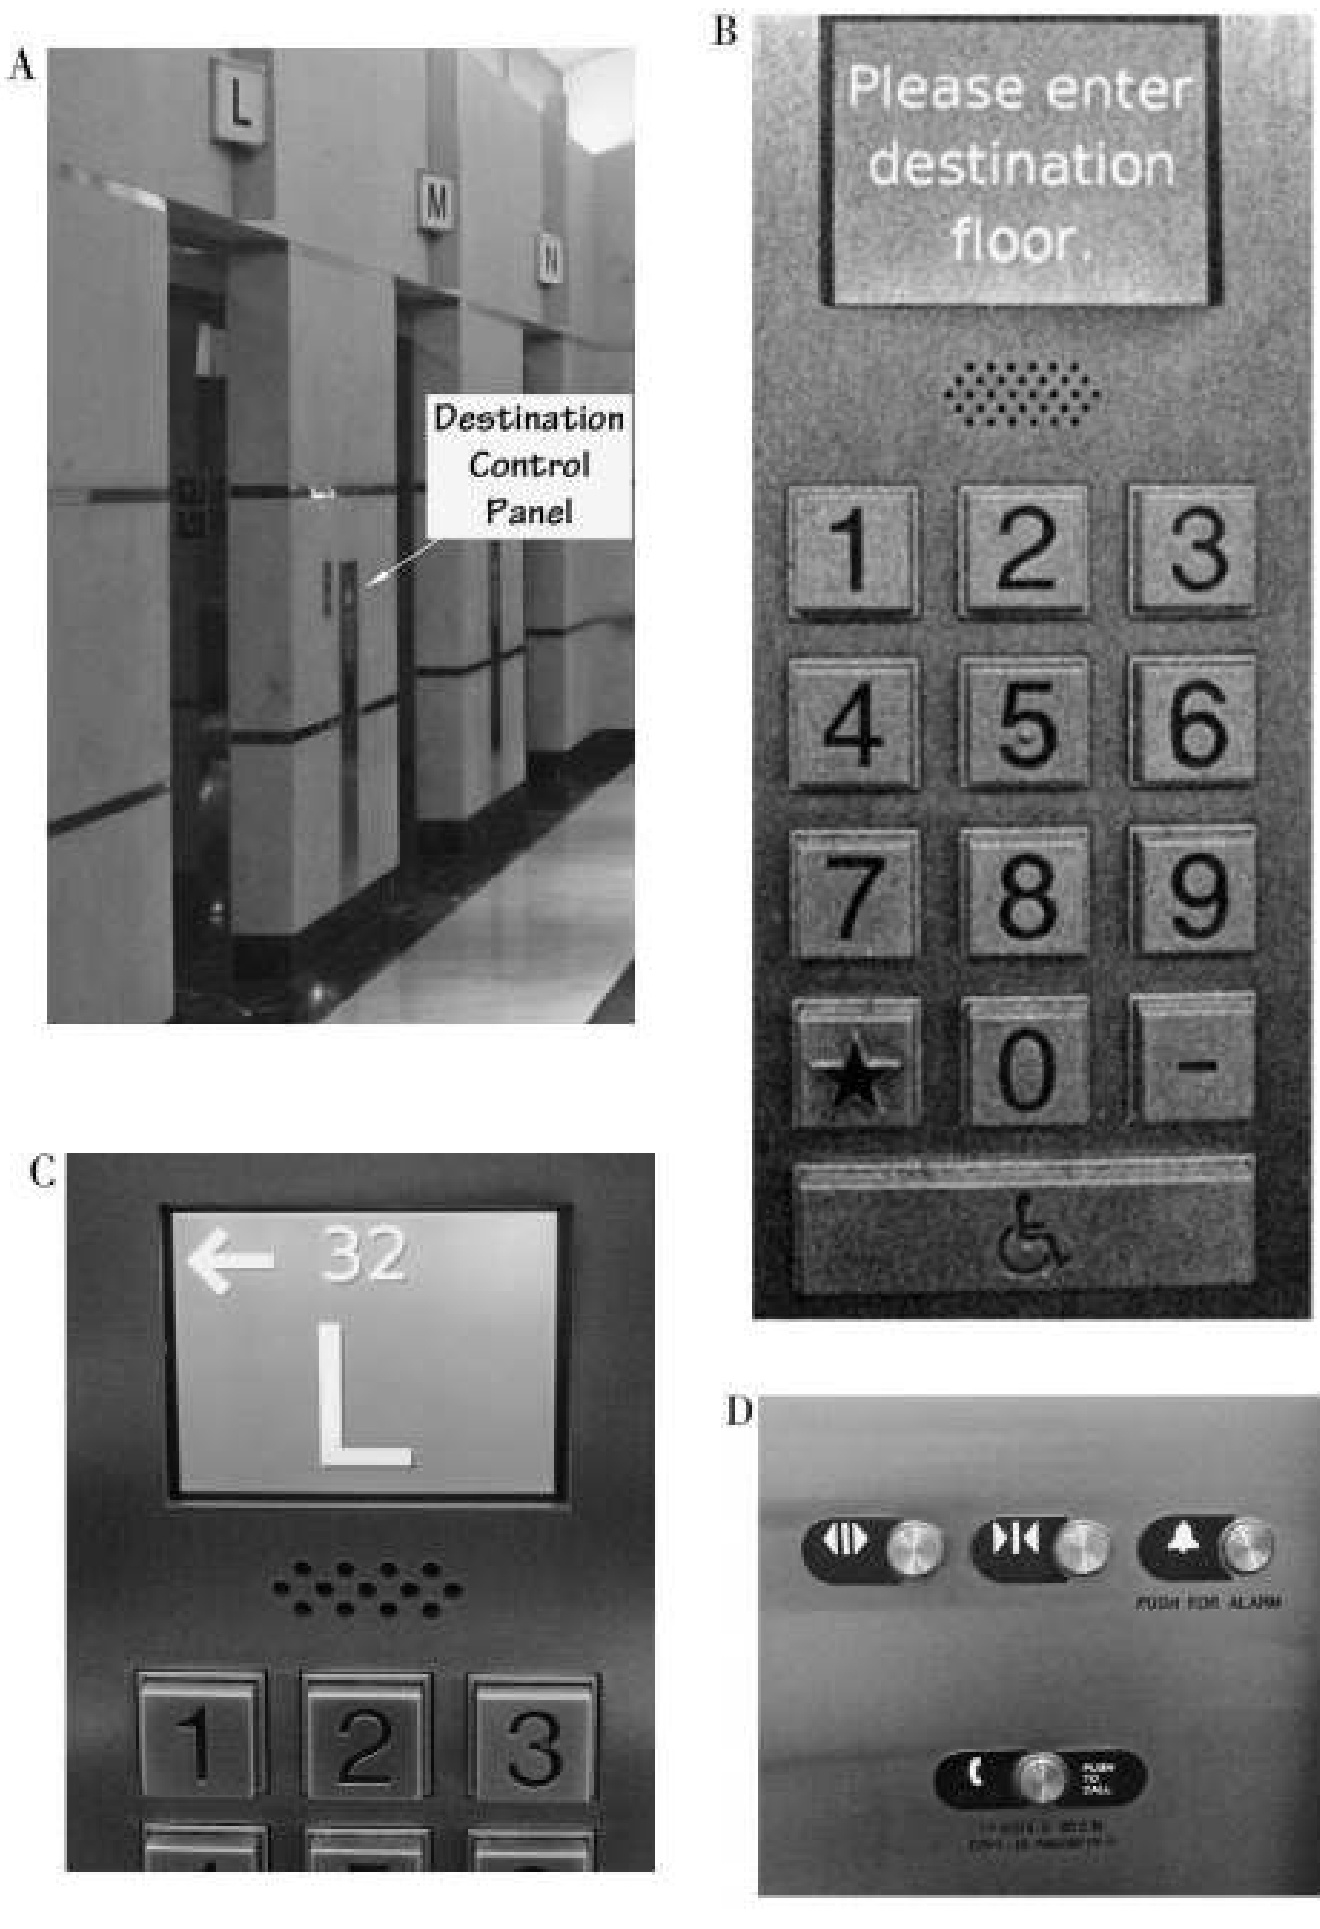 A
L
M
N
Destination
Control
Panel
B
Please enter
destination
floor.
1 2 3
4 5 6
7 8 9
★ 0 -
C
← 32
L
1 2 3
D
PUSH FOR ALARM
PUSH
TO
CALL